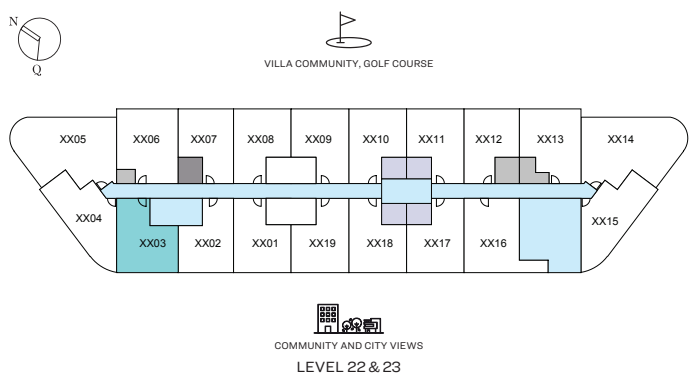 N
Q
VILLA COMMUNITY, GOLF COURSE
XX05 XX06 XX07 XX08 XX09 XX10 XX11 XX12 XX13 XX14
XX04 XX03 XX02 XX01 XX19 XX18 XX17 XX16 XX15
COMMUNITY AND CITY VIEWS
LEVEL 22 & 23